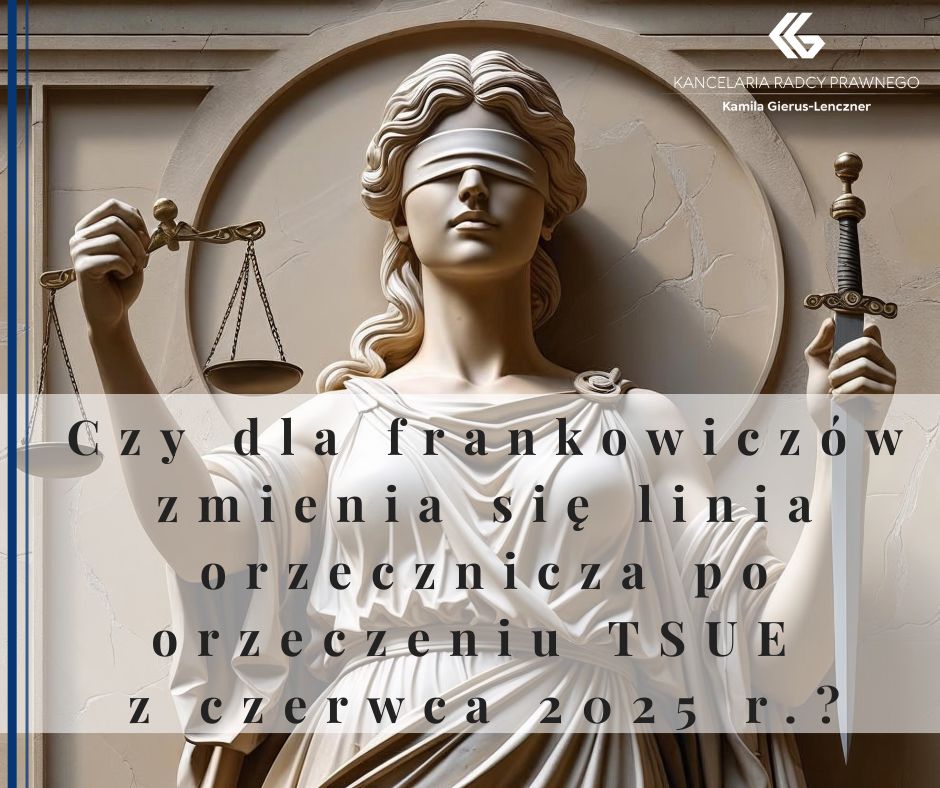 KANCELARIA RADCY PRAWNEGO
Kamila Gierus-Lenczner
Czy dla frankowiczów
zmienia się linia
orzecznicza po
orzeczeniu TSUE
z czerwca 2025 r.?